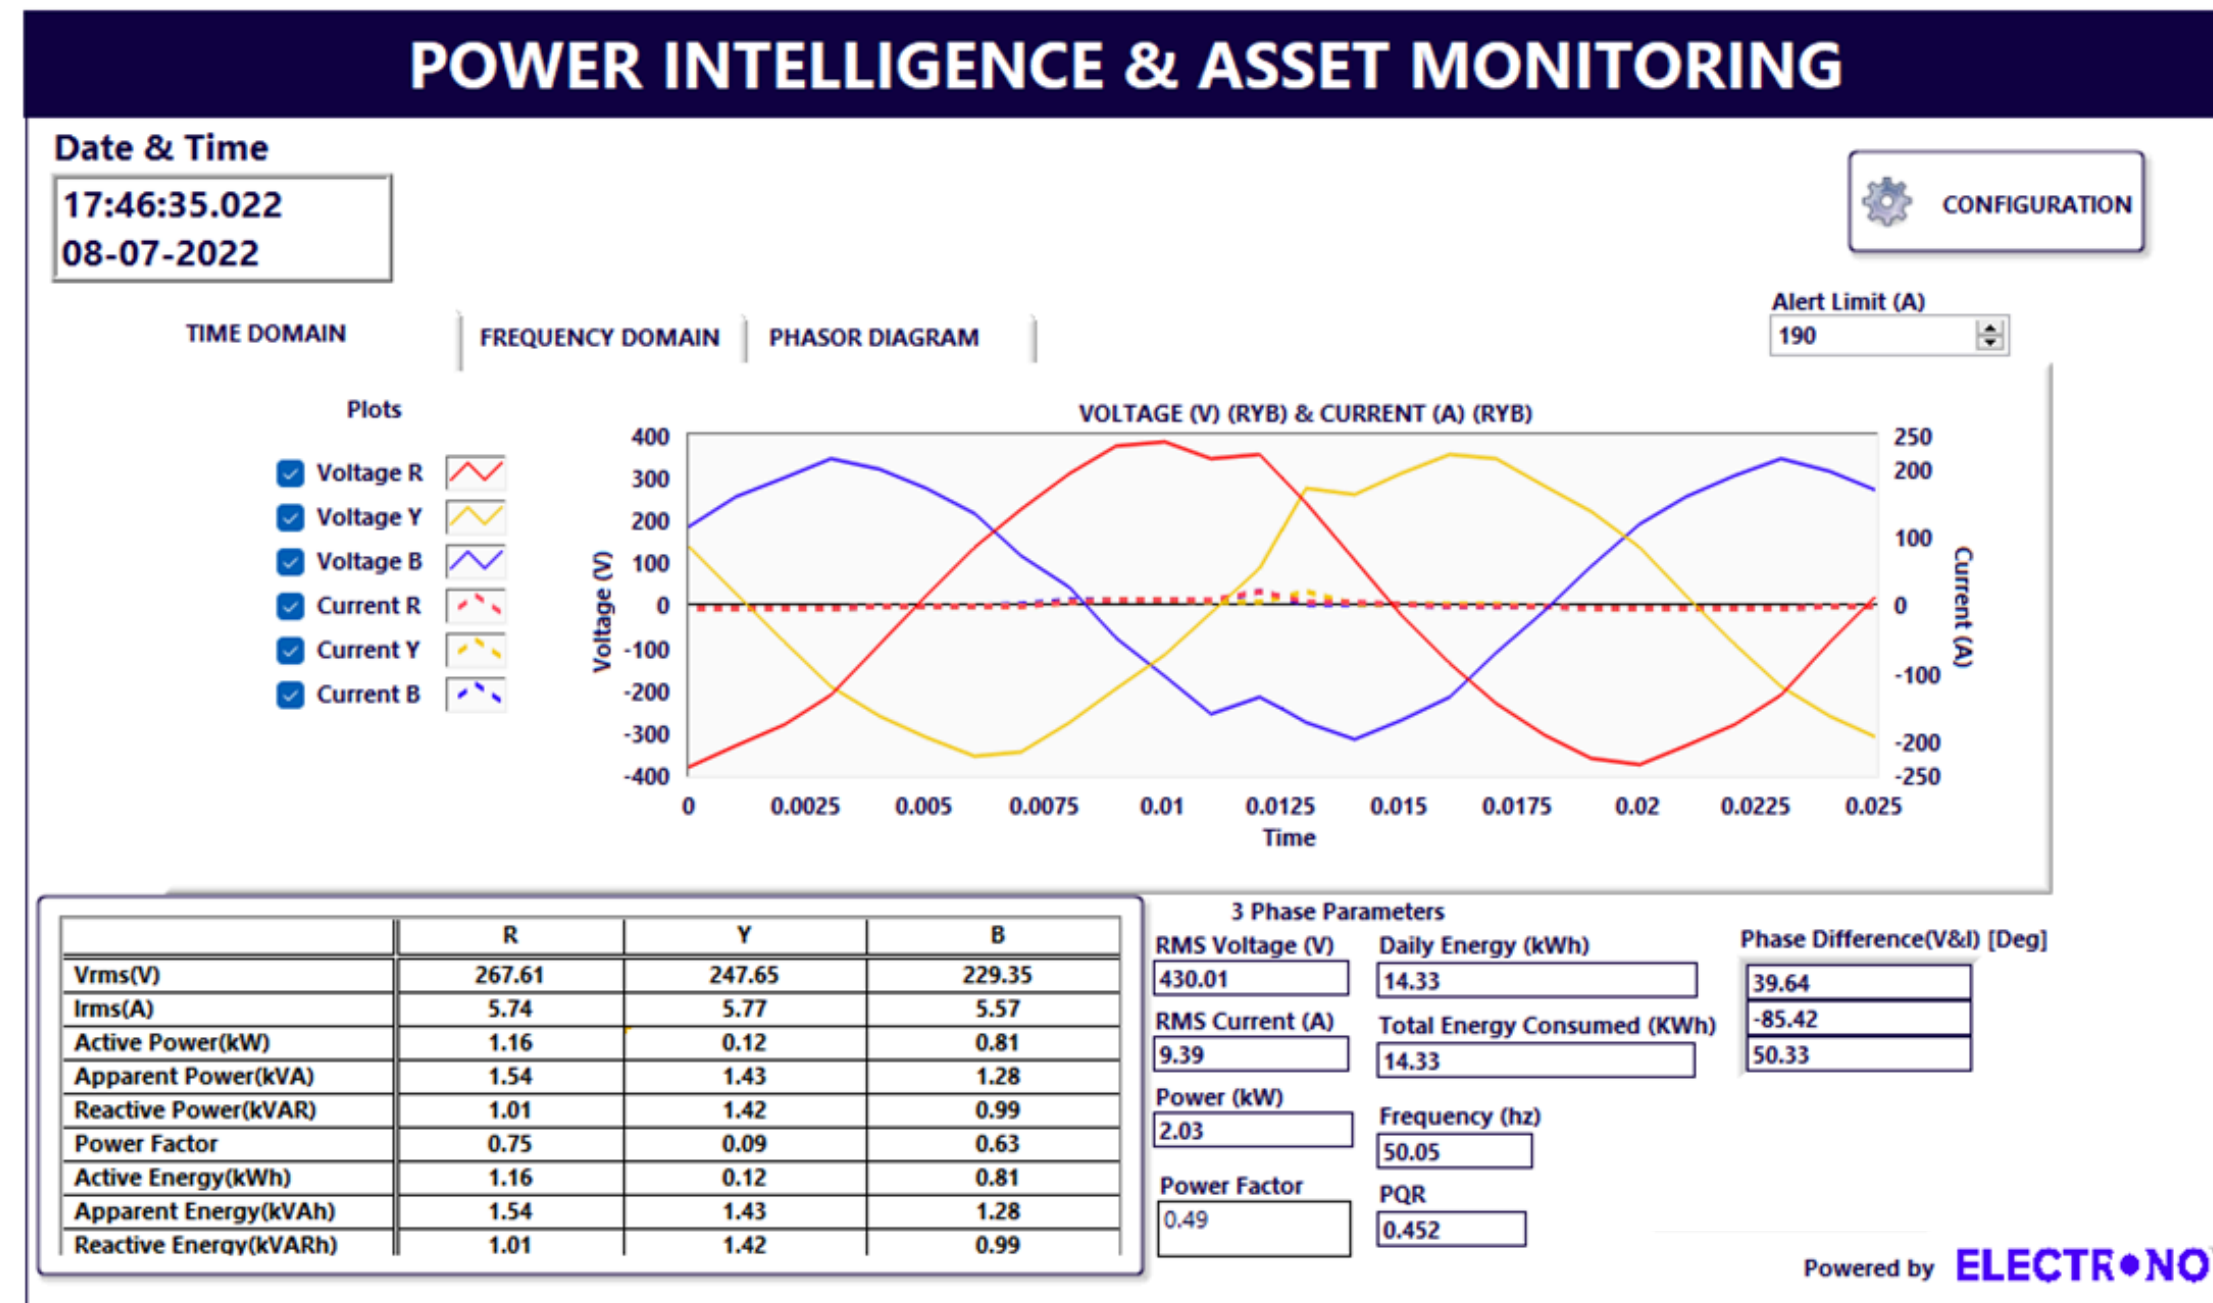 POWER INTELLIGENCE & ASSET MONITORING
Date & Time
17:46:35.022
08-07-2022
CONFIGURATION
Alert Limit (A)
190
TIME DOMAIN FREQUENCY DOMAIN PHASOR DIAGRAM
Plots
Voltage R
Voltage Y
Voltage B
Current R
Current Y
Current B
VOLTAGE (V) (RYB) & CURRENT (A) (RYB)
Voltage (V)
400
300
200
100
0
-100
-200
-300
-400
250
200
100
0
-100
-200
-250
Current (A)
0 0.0025 0.005 0.0075 0.01 0.0125 0.015 0.0175 0.02 0.0225 0.025
Time
R Y B
Vrms(V) 267.61 247.65 229.35
Irms(A) 5.74 5.77 5.57
Active Power(kW) 1.16 0.12 0.81
Apparent Power(kVA) 1.54 1.43 1.28
Reactive Power(kVAR) 1.01 1.42 0.99
Power Factor 0.75 0.09 0.63
Active Energy(kWh) 1.16 0.12 0.81
Apparent Energy(kVAh) 1.54 1.43 1.28
Reactive Energy(kVARh) 1.01 1.42 0.99
3 Phase Parameters
RMS Voltage (V)
430.01
RMS Current (A)
9.39
Power (kW)
2.03
Power Factor
0.49
Daily Energy (kWh)
14.33
Total Energy Consumed (KWh)
14.33
Frequency (hz)
50.05
PQR
0.452
Phase Difference(V&I) [Deg]
39.64
-85.42
50.33
Powered by ELECTRONO